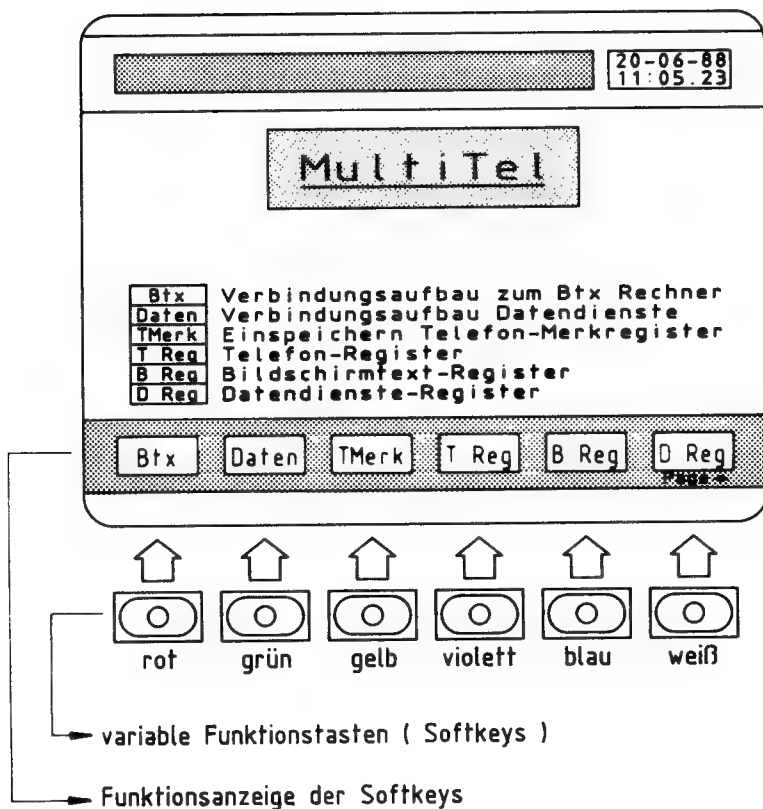 20-06-88
11:05.23
MultiTel
Btx Verbindungsaufbau zum Btx Rechner
Daten Verbindungsaufbau Datendienste
TMerk Einspeichern Telefon-Merkregister
T Reg Telefon-Register
B Reg Bildschirmtext-Register
D Reg Datendienste-Register
Btx Daten TMerk T Reg B Reg D Reg
Page →
rot grün gelb violett blau weiß
variable Funktionstasten ( Softkeys )
Funktionsanzeige der Softkeys